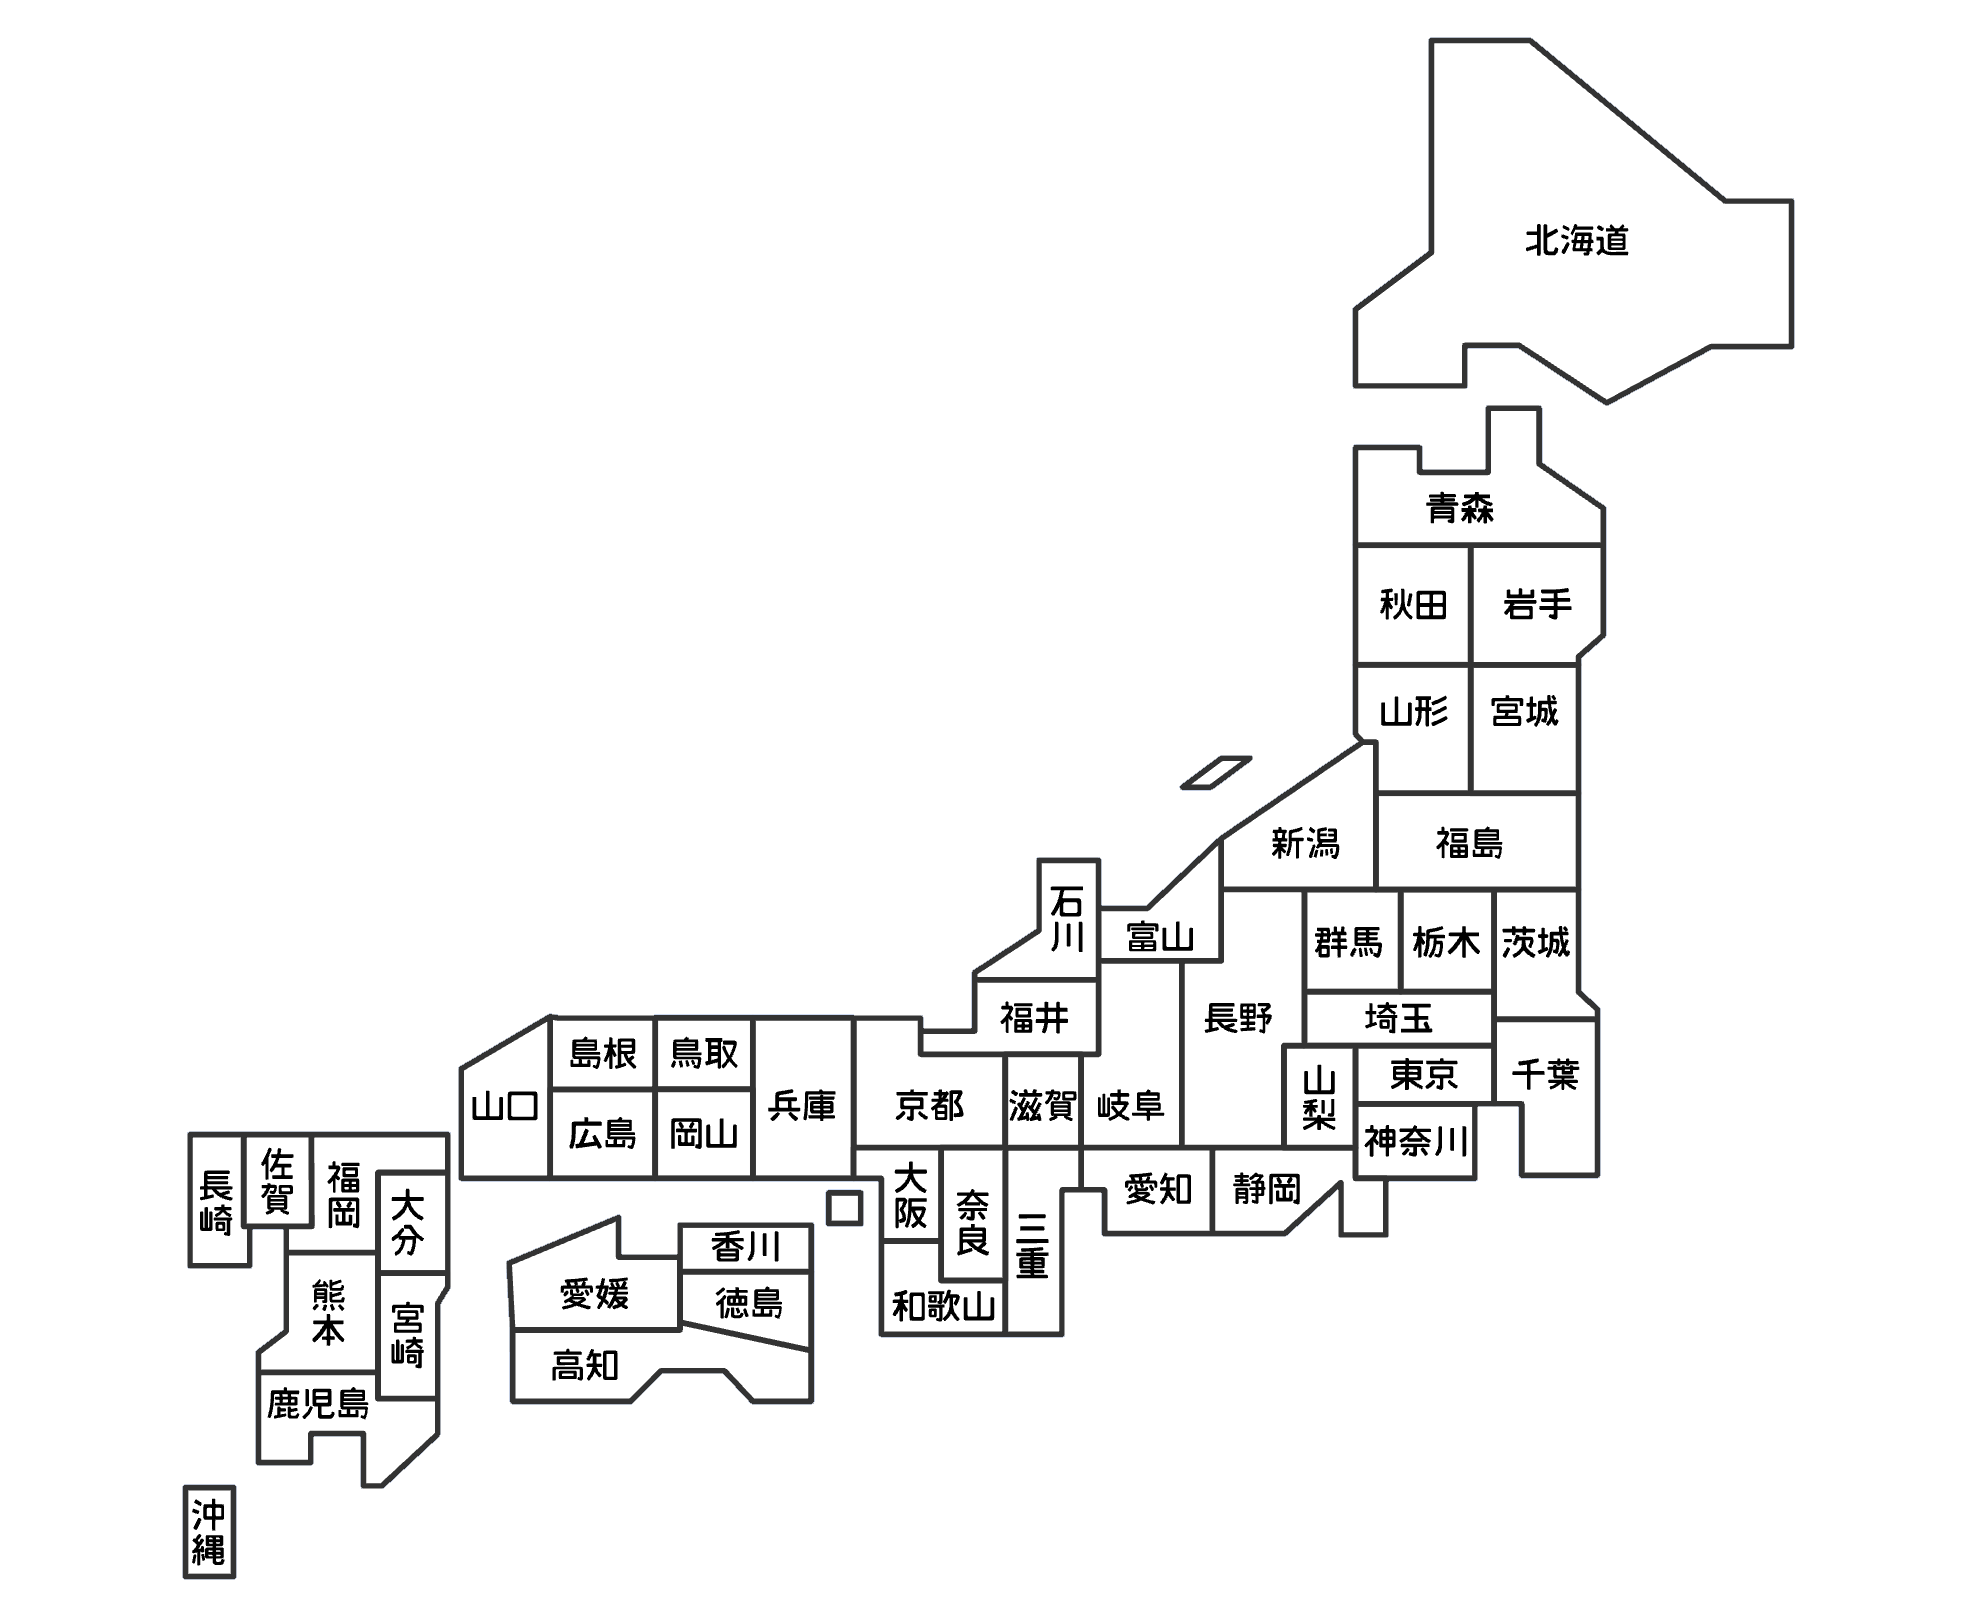 北海道
青森
秋田
岩手
山形
宮城
新潟
福島
石川
富山
群馬
栃木
茨城
福井
長野
埼玉
島根
鳥取
山口
兵庫
京都
滋賀
岐阜
山梨
東京
千葉
広島
岡山
神奈川
長崎
佐賀
福岡
大分
大阪
奈良
三重
愛知
静岡
香川
愛媛
徳島
和歌山
熊本
宮崎
高知
鹿児島
沖縄